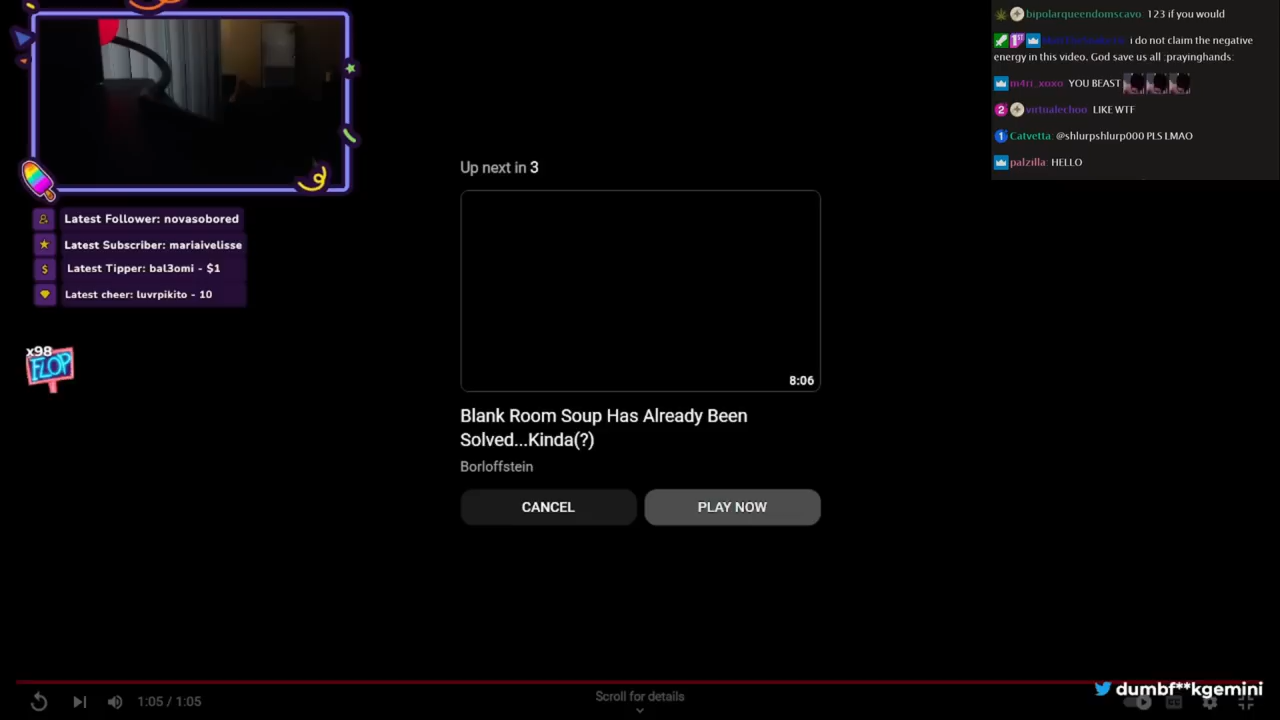 bipolarqueendomscavo 123 if you would
i do not claim the negative
energy in this video. God save us all :prayinghands:
m4ri_xoxo: YOU BEAST
virtualechoo: LIKE WTF
Catvetta: @shlurpshlurp000 PLS LMAO
palzilla: HELLO
Up next in 3
8:06
Blank Room Soup Has Already Been
Solved...Kinda(?)
Borloffstein
CANCEL
PLAY NOW
Latest Follower: novasobored
Latest Subscriber: mariaivelisse
Latest Tipper: bal3omi - $1
Latest cheer: luvrpikito - 10
x98
FLOP
1:05 / 1:05
Scroll for details
dumbf**kgemini